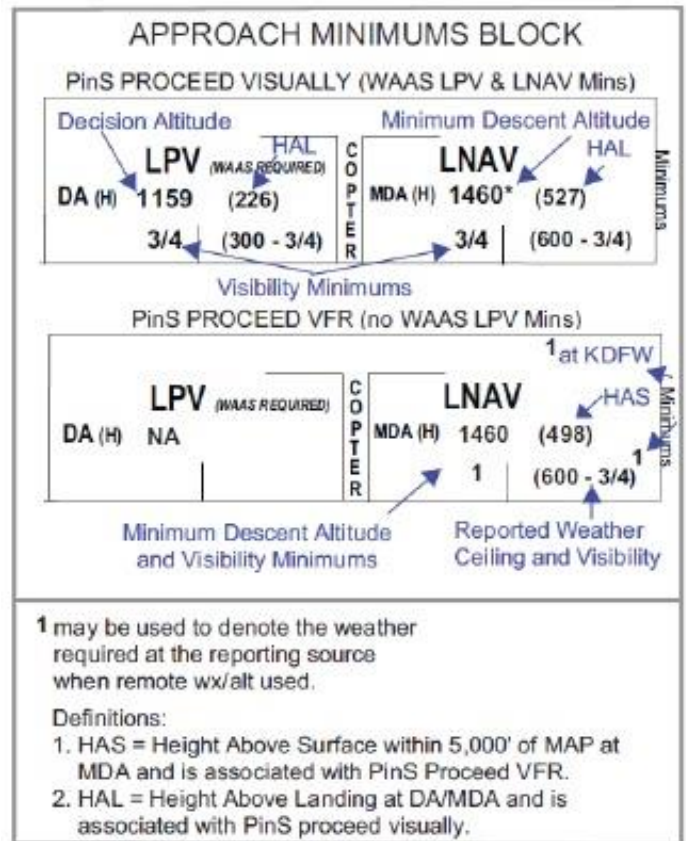 APPROACH MINIMUMS BLOCK
PinS PROCEED VISUALLY (WAAS LPV & LNAV Mins)
Decision Altitude
Minimum Descent Altitude
LPV (WAAS REQUIRED)
HAL
COPTER
LNAV
HAL
Minimums
DA (H) 1159 (226)
MDA (H) 1460* (527)
3/4 (300 - 3/4)
3/4 (600 - 3/4)
Visibility Minimums
PinS PROCEED VFR (no WAAS LPV Mins)
1 at KDFW
LPV (WAAS REQUIRED)
COPTER
LNAV
HAS
Minimums
DA (H) NA
MDA (H) 1460 (498)
1 (600 - 3/4) 1
Minimum Descent Altitude
and Visibility Minimums
Reported Weather
Ceiling and Visibility
1 may be used to denote the weather
required at the reporting source
when remote wx/alt used.
Definitions:
1. HAS = Height Above Surface within 5,000' of MAP at
MDA and is associated with PinS Proceed VFR.
2. HAL = Height Above Landing at DA/MDA and is
associated with PinS proceed visually.